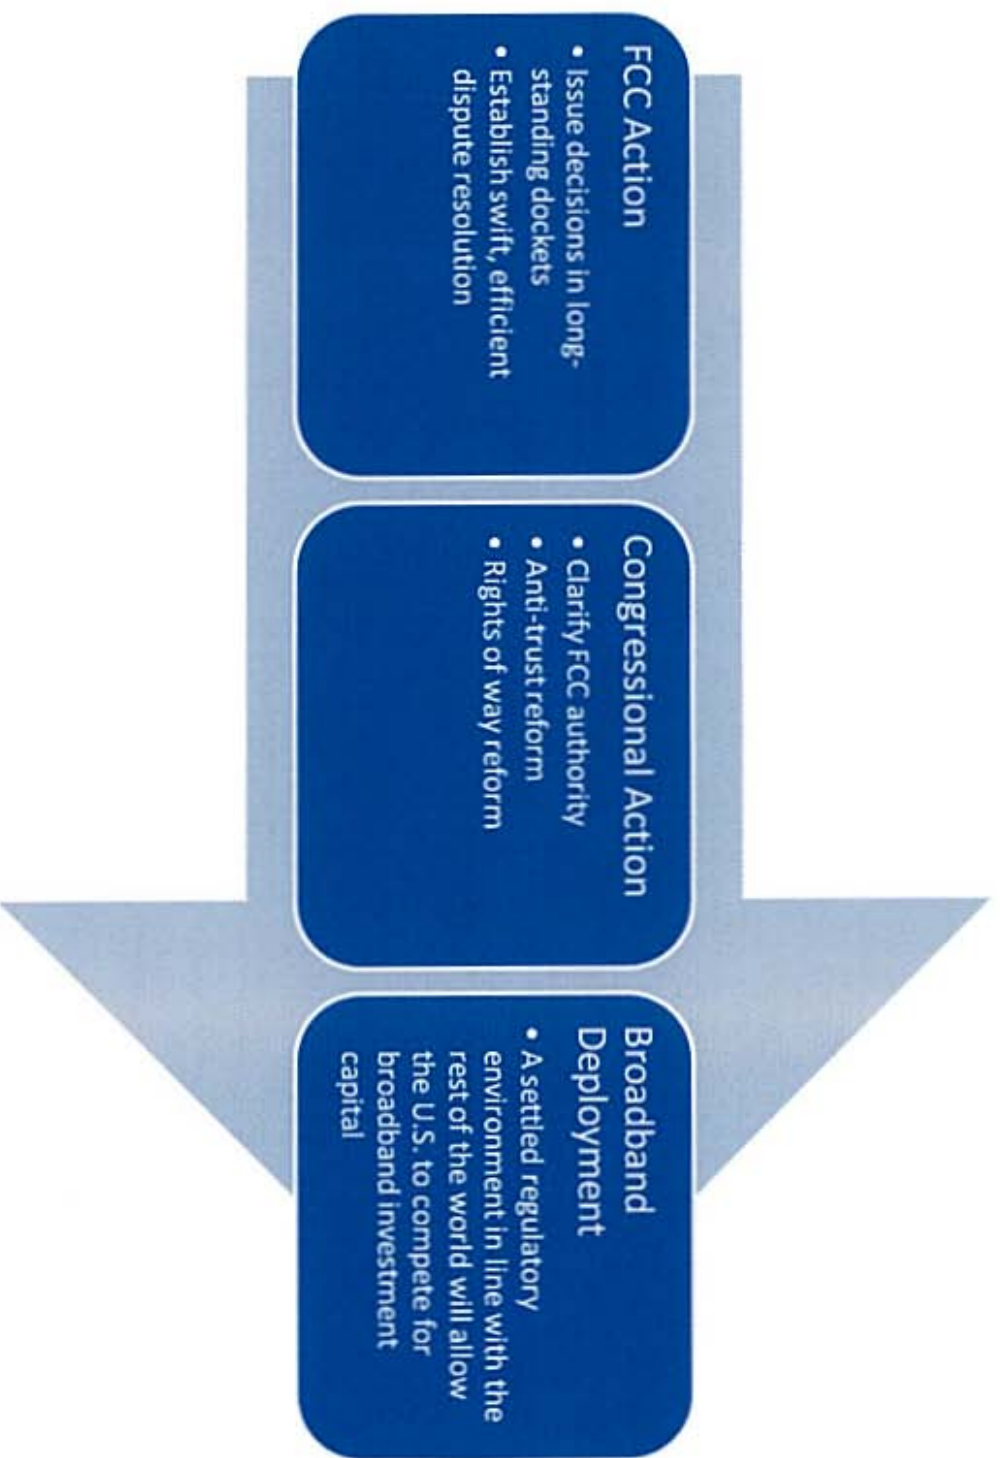 FCC Action
• Issue decisions in long-
standing dockets
• Establish swift, efficient
dispute resolution
Congressional Action
• Clarify FCC authority
• Anti-trust reform
• Rights of way reform
Broadband
Deployment
• A settled regulatory
environment in line with the
rest of the world will allow
the U.S. to compete for
broadband investment
capital